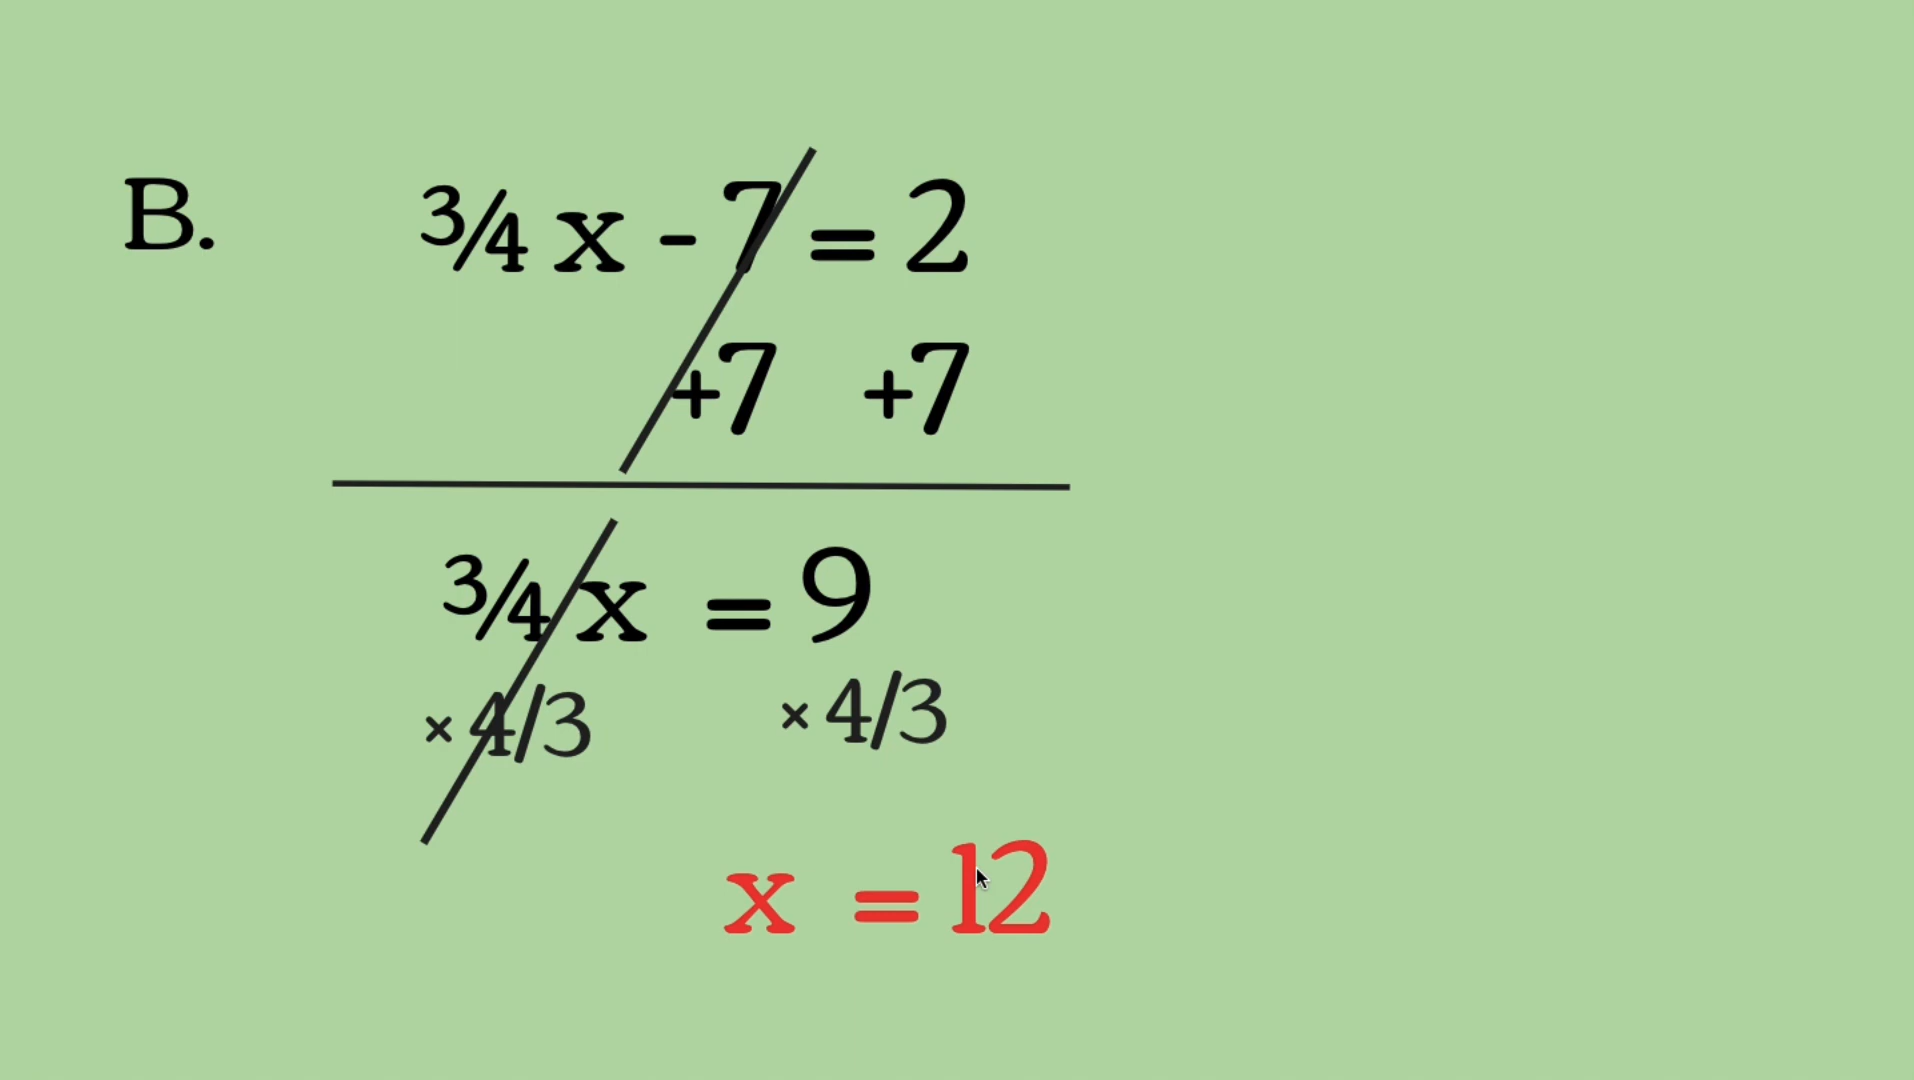 B. ¾ x - 7 = 2
+7 +7
¾ x = 9
× 4/3 × 4/3
x = 12